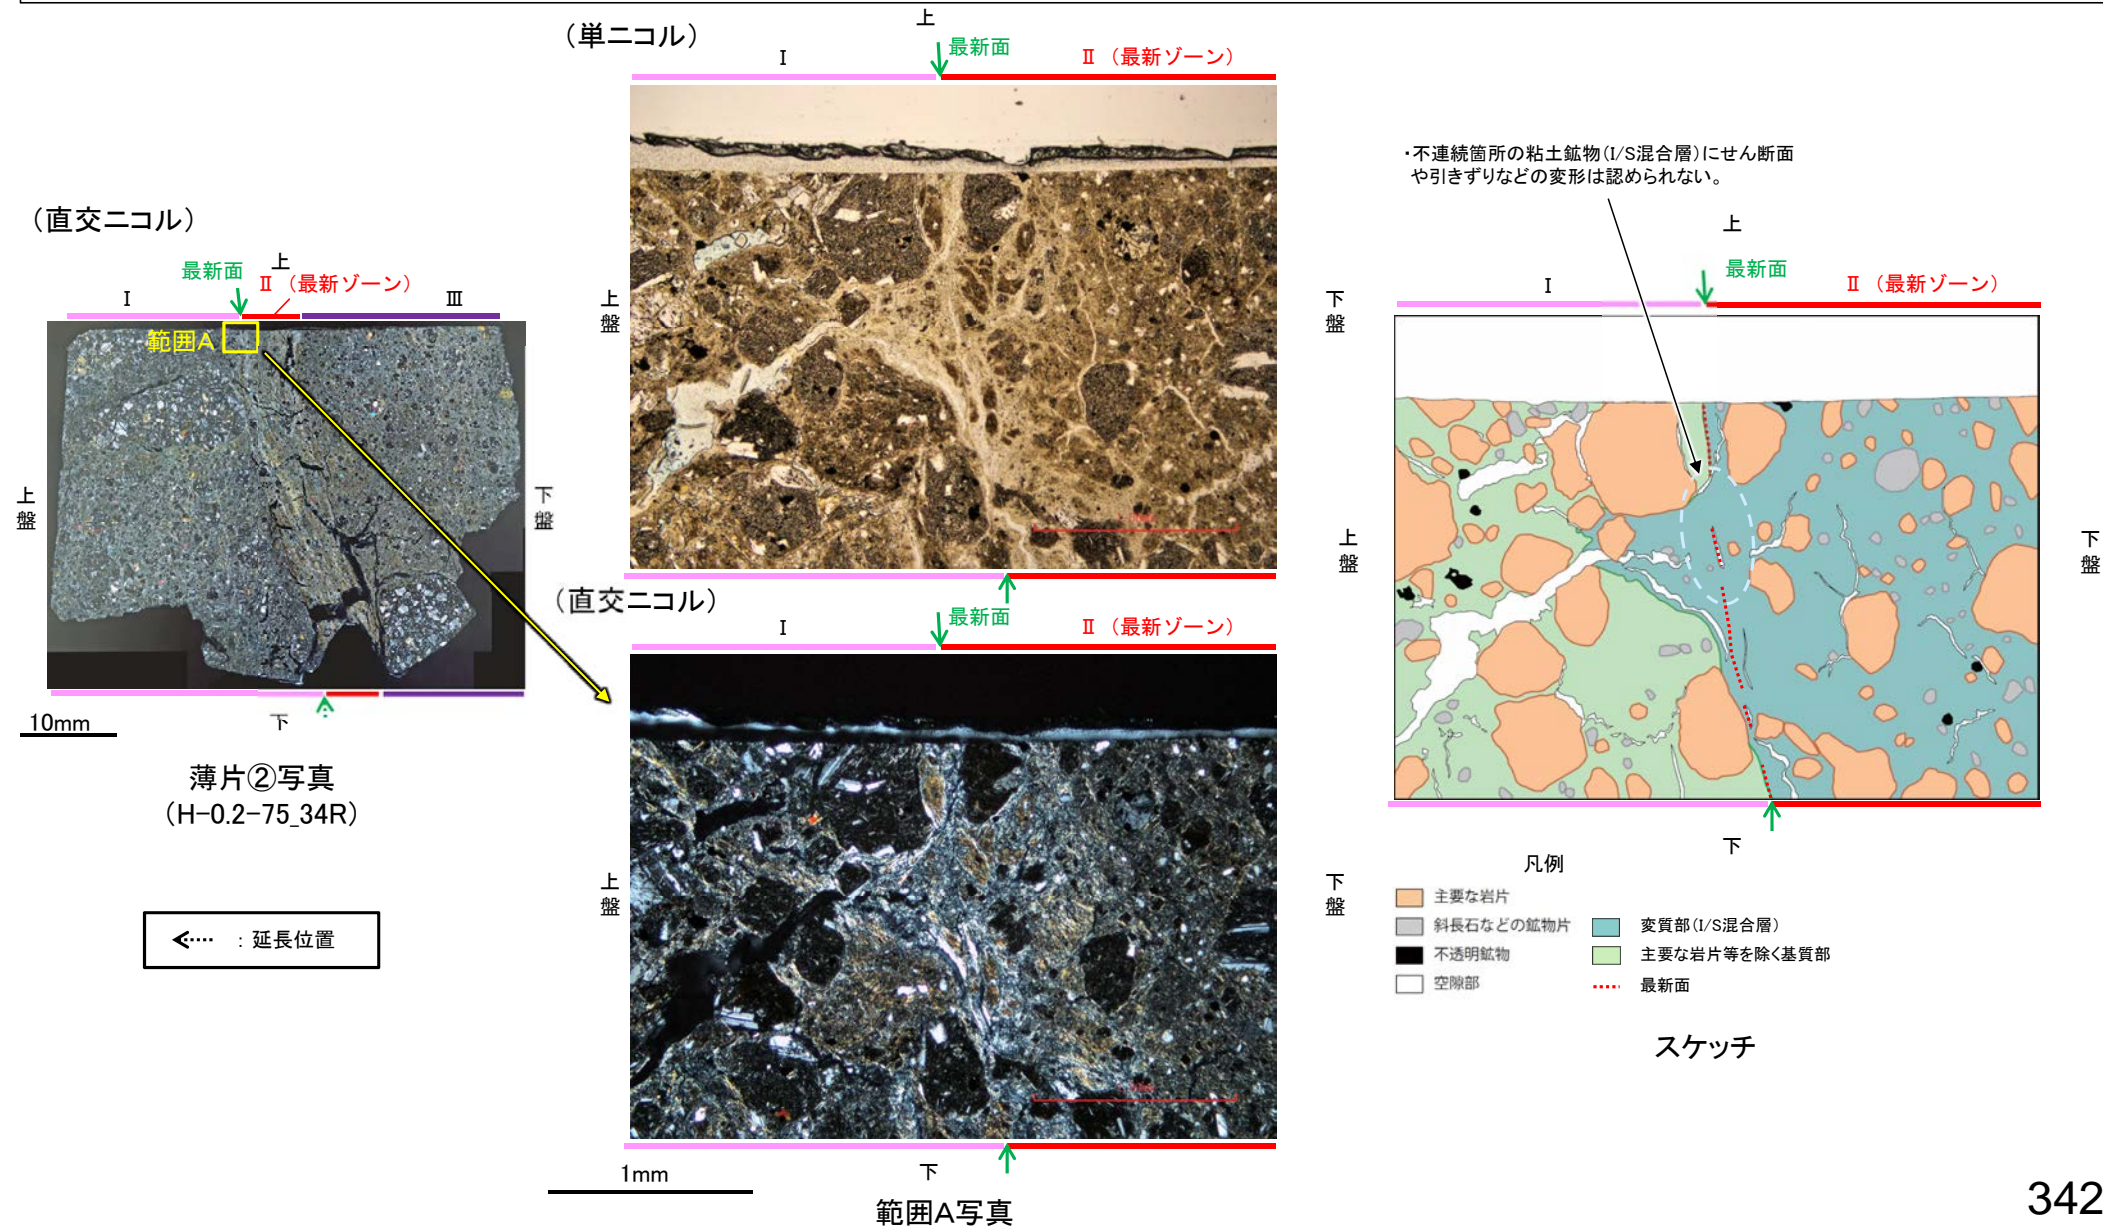 (直交ニコル)
最新面
上
Ⅱ (最新ゾーン)
Ⅰ
Ⅲ
範囲A
上盤
下盤
10mm
下
薄片②写真
(H-0.2-75_34R)
:延長位置
(単ニコル)
上
最新面
Ⅰ
Ⅱ (最新ゾーン)
上盤
下盤
(直交ニコル)
最新面
Ⅰ
Ⅱ (最新ゾーン)
上盤
下盤
1mm
下
範囲A写真
・不連続箇所の粘土鉱物(I/S混合層)にせん断面
や引きずりなどの変形は認められない。
上
最新面
Ⅰ
Ⅱ (最新ゾーン)
上盤
下盤
下
凡例
主要な岩片
斜長石などの鉱物片
不透明鉱物
空隙部
変質部(I/S混合層)
主要な岩片等を除く基質部
最新面
スケッチ
342